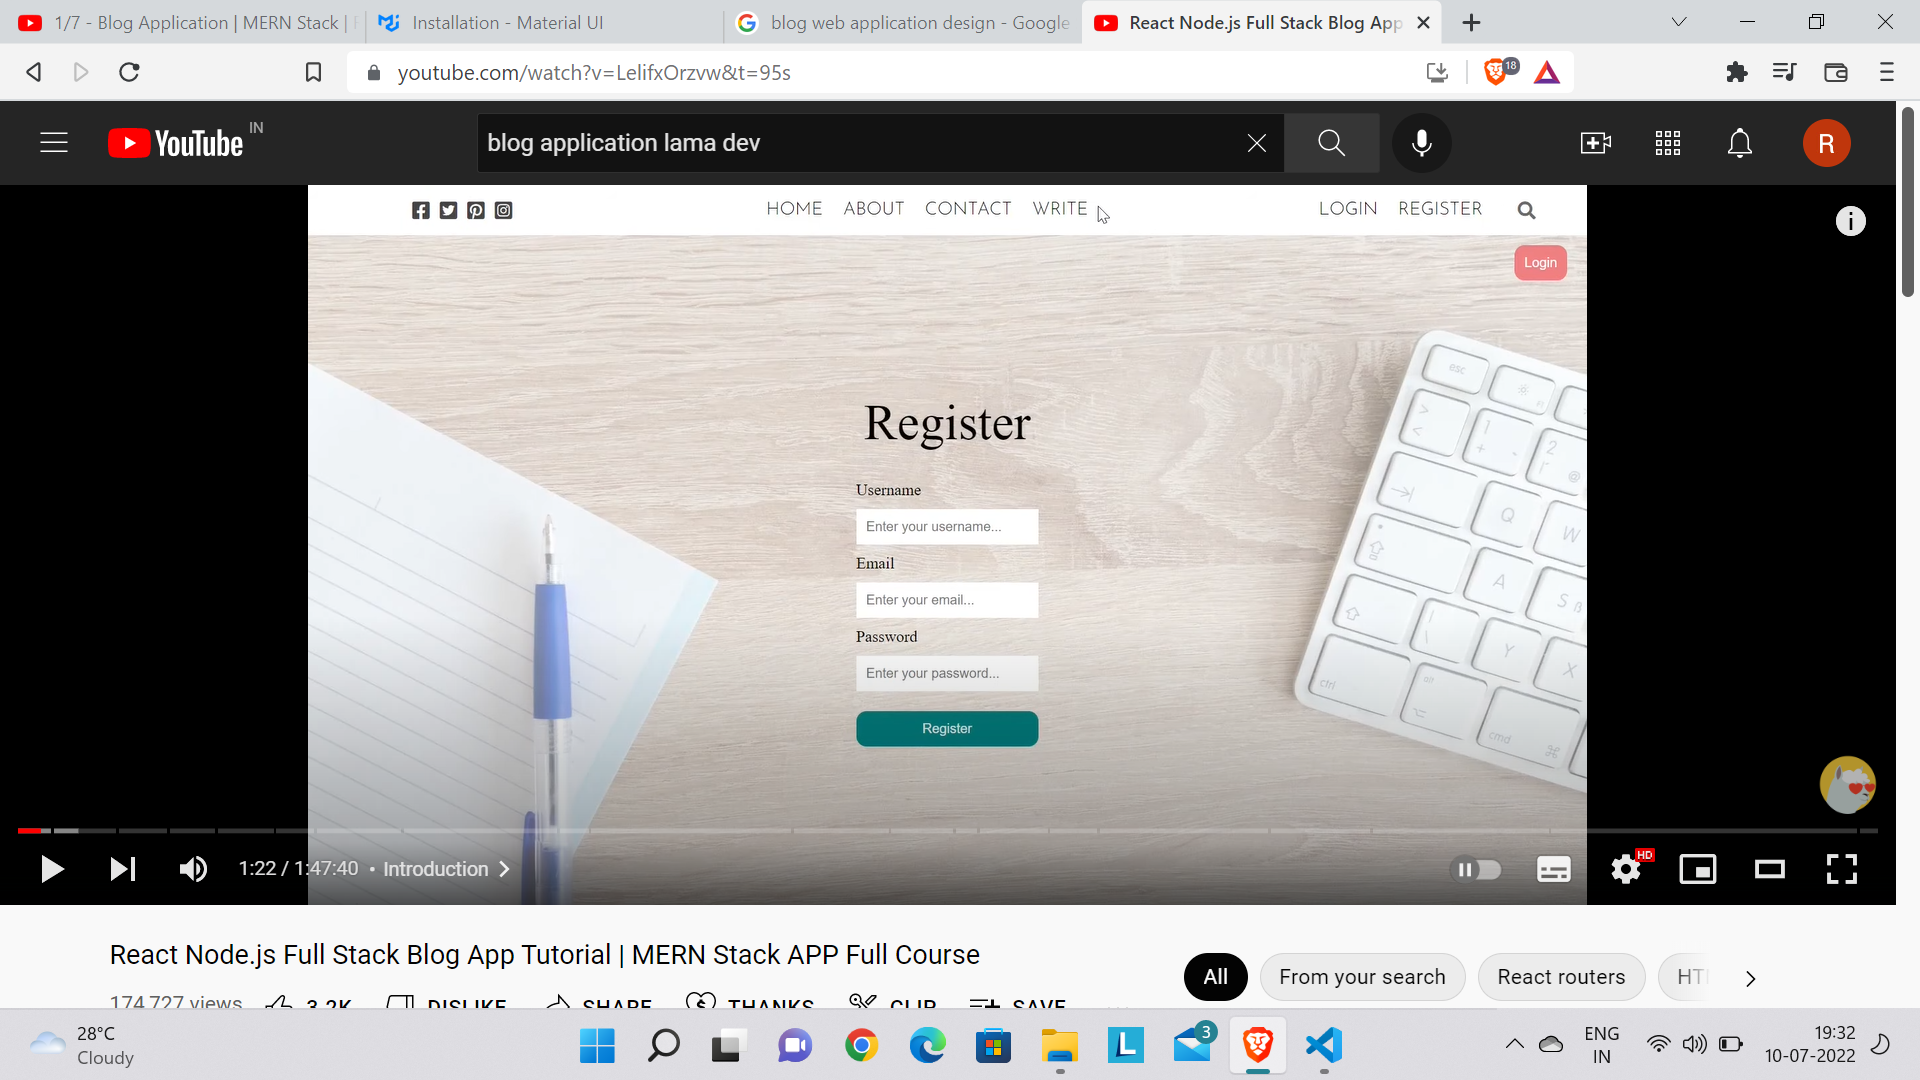 1/7 - Blog Application | MERN Stack |
Installation - Material UI
blog web application design - Google
React Node.js Full Stack Blog App
youtube.com/watch?v=LelifxOrzvw&t=95s
18
YouTube IN
blog application lama dev
R
HOME ABOUT CONTACT WRITE LOGIN REGISTER
Login
Register
Username
Enter your username...
Email
Enter your email...
Password
Enter your password...
Register
esc
Q
W
A
S
Y
X
ctrl
cmd
1:22 / 1:47:40 • Introduction
HD
React Node.js Full Stack Blog App Tutorial | MERN Stack APP Full Course
All From your search React routers
174,727 views 3.2K DISLIKE SHARE THANKS CLIP SAVE
28°C
Cloudy
L
3
ENG
IN
19:32
10-07-2022